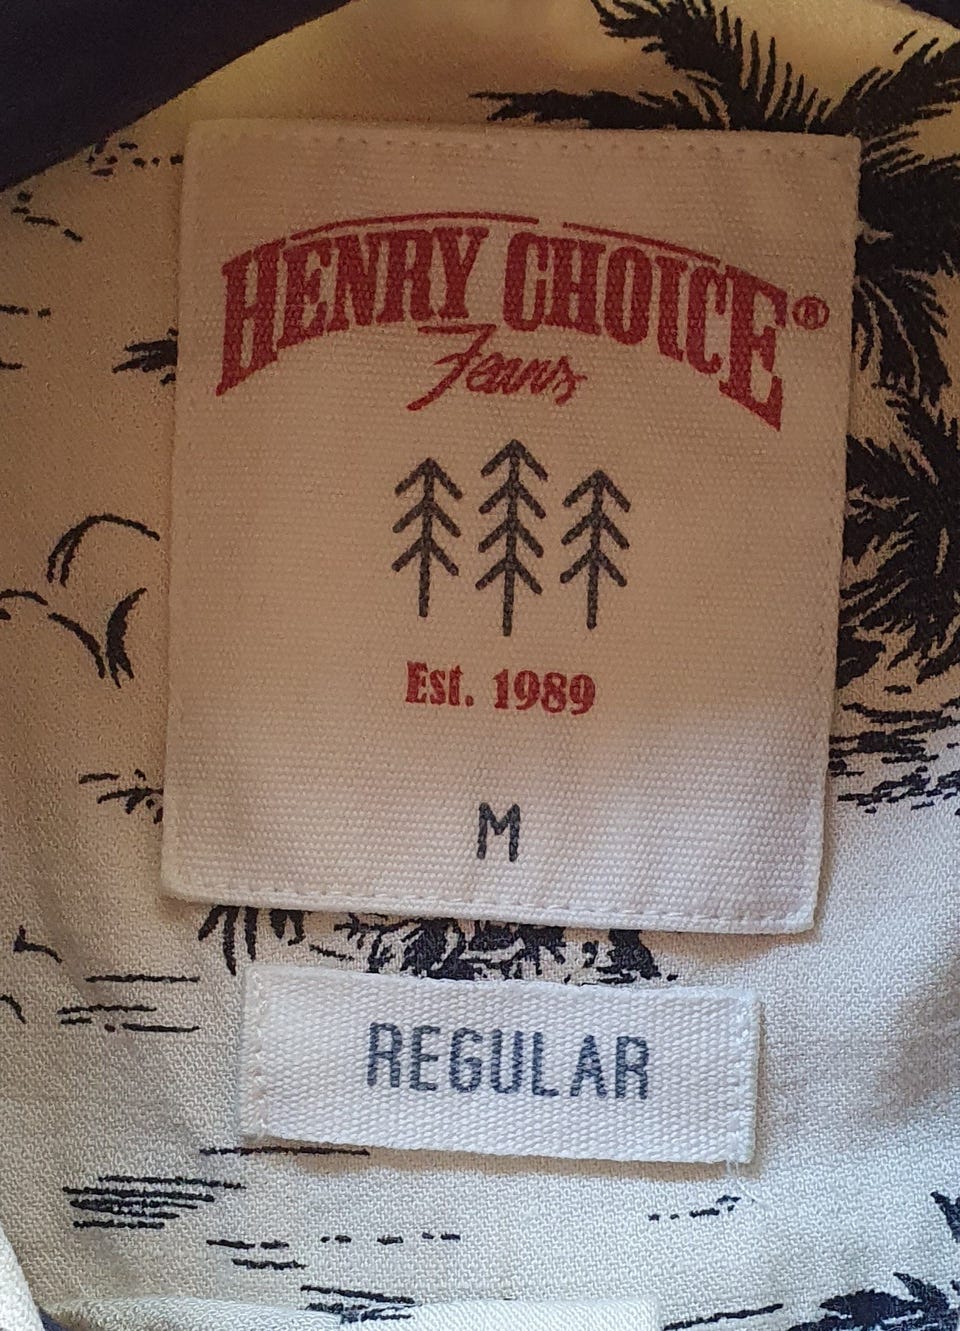 HENRY CHOICE®
Jeans
Est. 1989
M
REGULAR